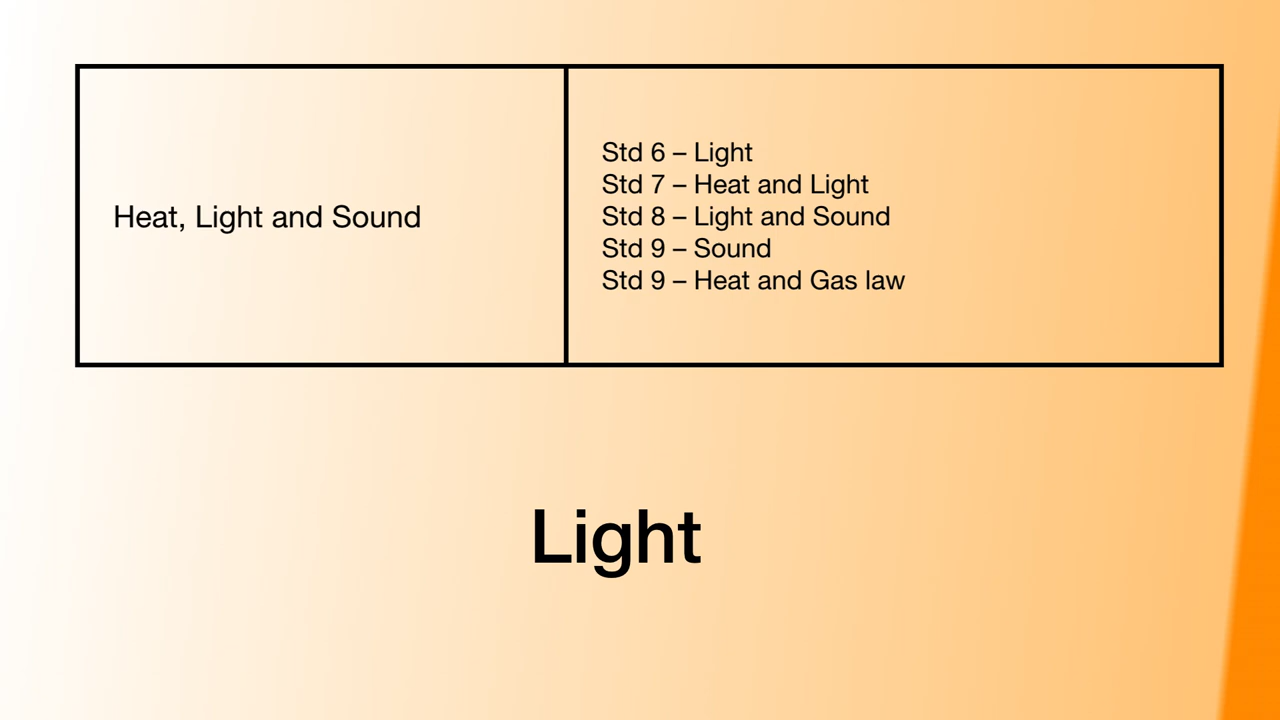 Heat, Light and Sound
Std 6 – Light
Std 7 – Heat and Light
Std 8 – Light and Sound
Std 9 – Sound
Std 9 – Heat and Gas law
Light